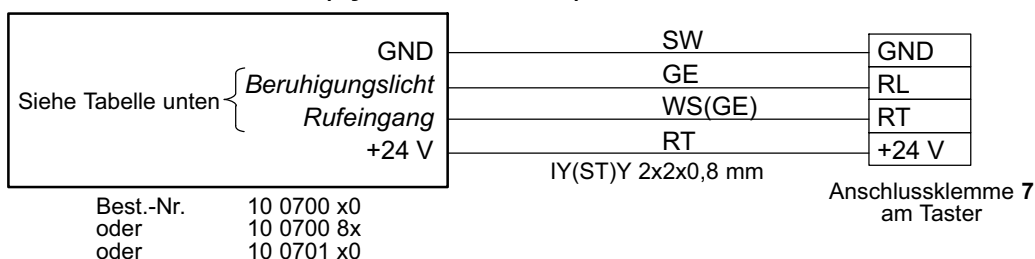 GND SW GND
Siehe Tabelle unten Beruhigungslicht GE RL
Rufeingang WS(GE) RT
+24 V RT +24 V
IY(ST)Y 2x2x0,8 mm
Anschlussklemme 7
am Taster
Best.-Nr. 10 0700 x0
oder 10 0700 8x
oder 10 0701 x0